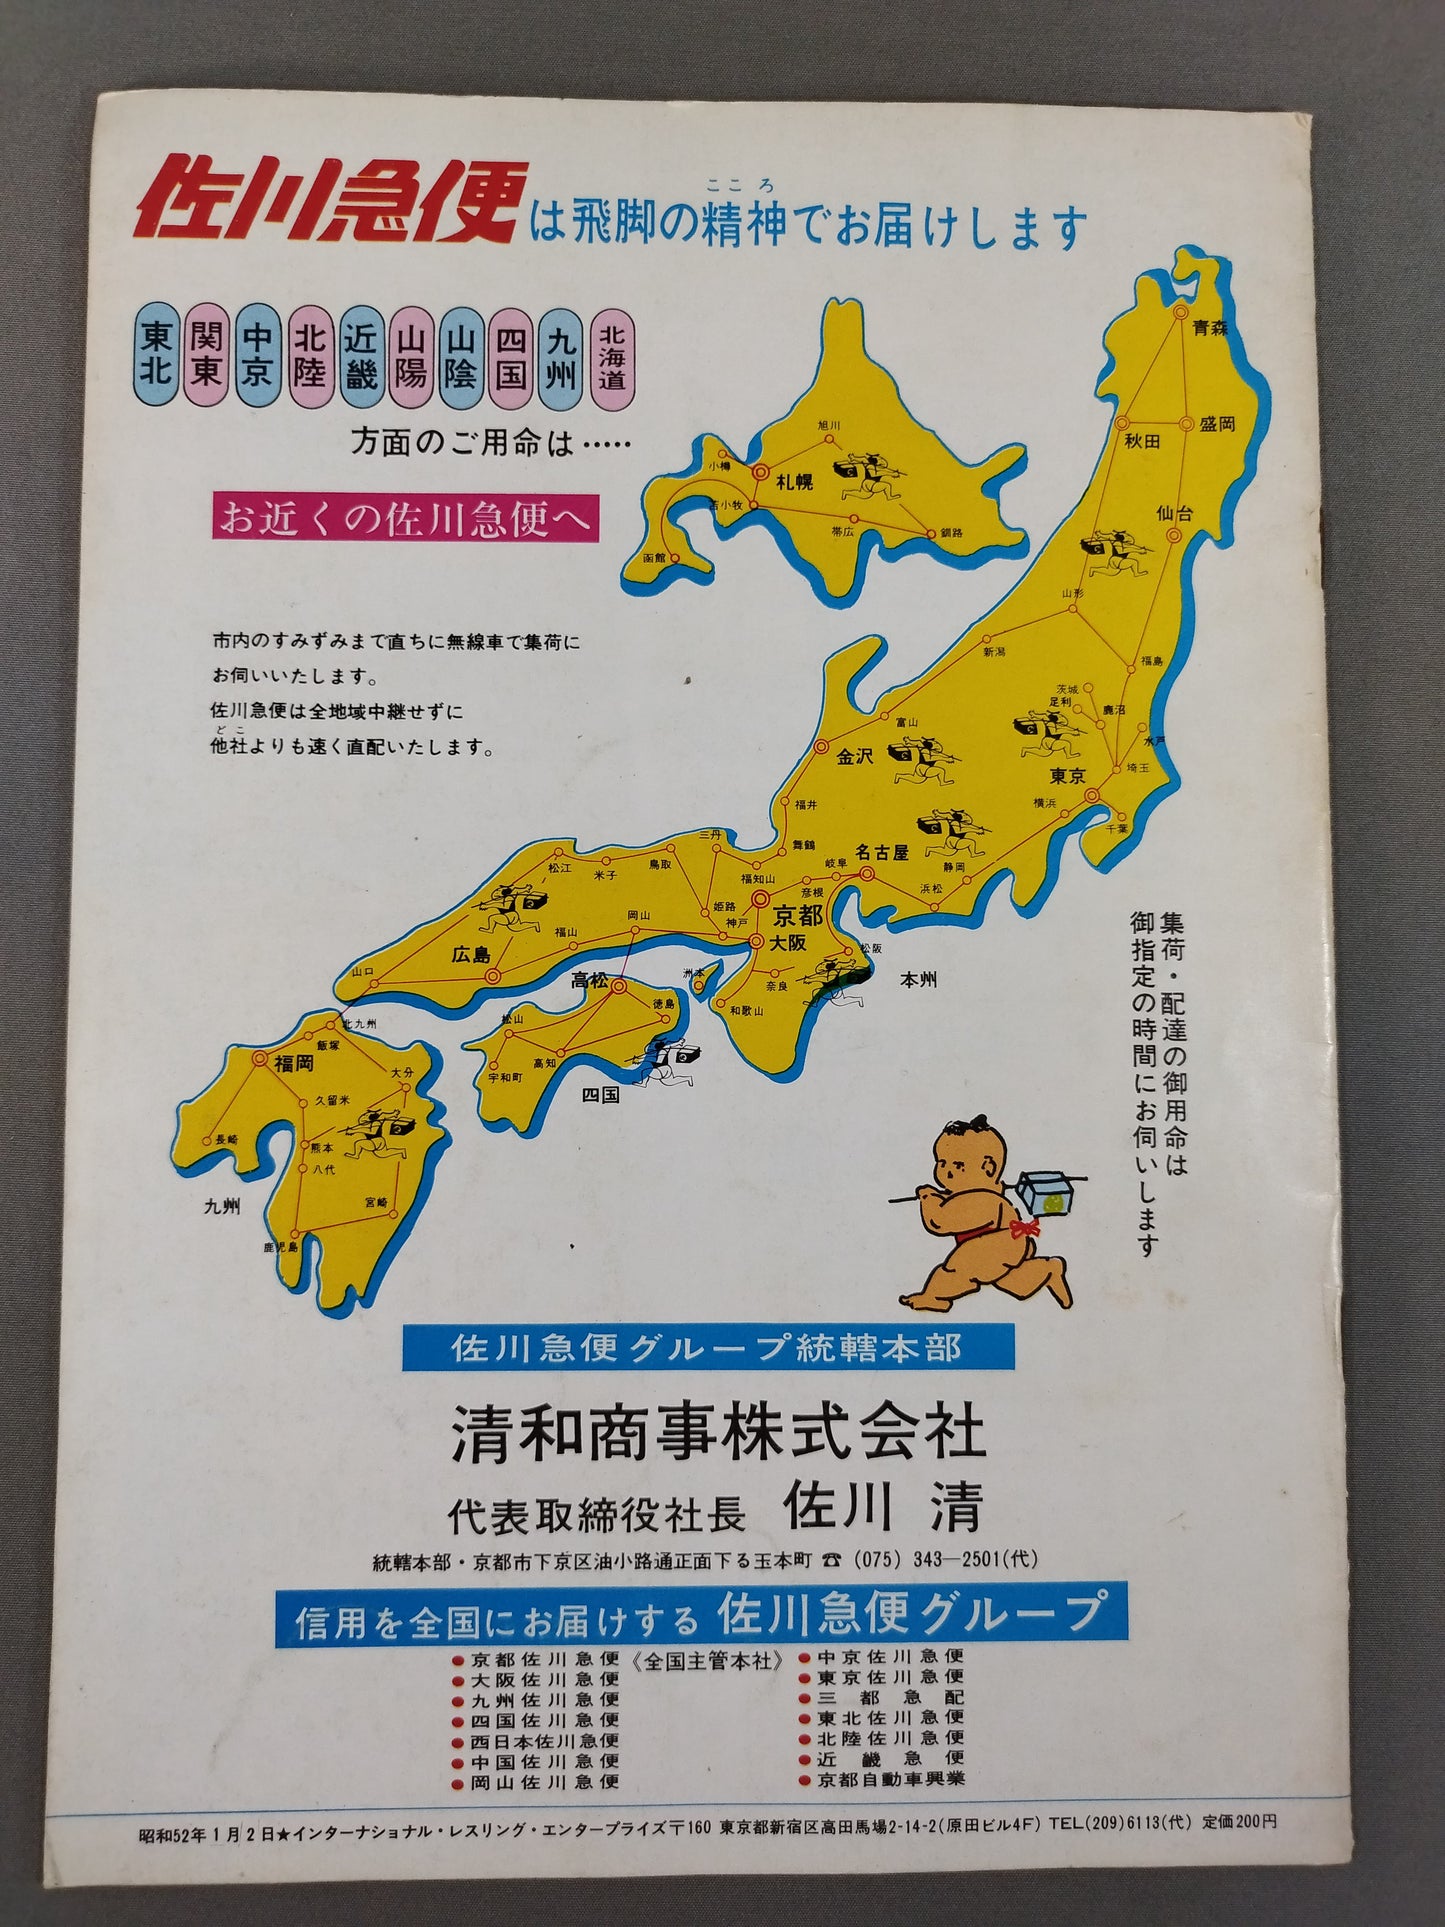 佐川急便は飛脚の精神でお届けします
こころ
東北 関東 中京 北陸 近畿 山陽 山陰 四国 九州 北海道
方面のご用命は‥‥‥
お近くの佐川急便へ
市内のすみずみまで直ちに無線車で集荷に
お伺いいたします。
佐川急便は全地域中継せずに
どこ
他社よりも速く直配いたします。
旭川
小樽
札幌
苫小牧
帯広
釧路
函館
青森
秋田
盛岡
仙台
山形
新潟
福島
茨城
足利
鹿沼
水戸
富山
金沢
東京
埼玉
横浜
千葉
福井
三丹
舞鶴
岐阜
名古屋
静岡
浜松
松江
米子
鳥取
福知山
彦根
姫路
神戸
京都
大阪
岡山
福山
広島
山口
松阪
奈良
和歌山
洲本
本州
高松
徳島
松山
高知
宇和町
四国
北九州
飯塚
福岡
大分
久留米
長崎
熊本
八代
宮崎
鹿児島
九州
集荷・配達の御用命は
御指定の時間にお伺いします
佐川急便グループ統轄本部
清和商事株式会社
代表取締役社長 佐川 清
統轄本部・京都市下京区油小路通正面下る玉本町 ☎ (075) 343—2501(代)
信用を全国にお届けする 佐川急便グループ
●京都佐川急便《全国主管本社》
●大阪佐川急便
●九州佐川急便
●四国佐川急便
●西日本佐川急便
●中国佐川急便
●岡山佐川急便
●中京佐川急便
●東京佐川急便
●三都急配
●東北佐川急便
●北陸佐川急便
●近畿急便
●京都自動車興業
昭和52年1月2日★インターナショナル・レスリング・エンタープライズ〒160 東京都新宿区高田馬場2-14-2(原田ビル4F) TEL(209)6113(代) 定価200円